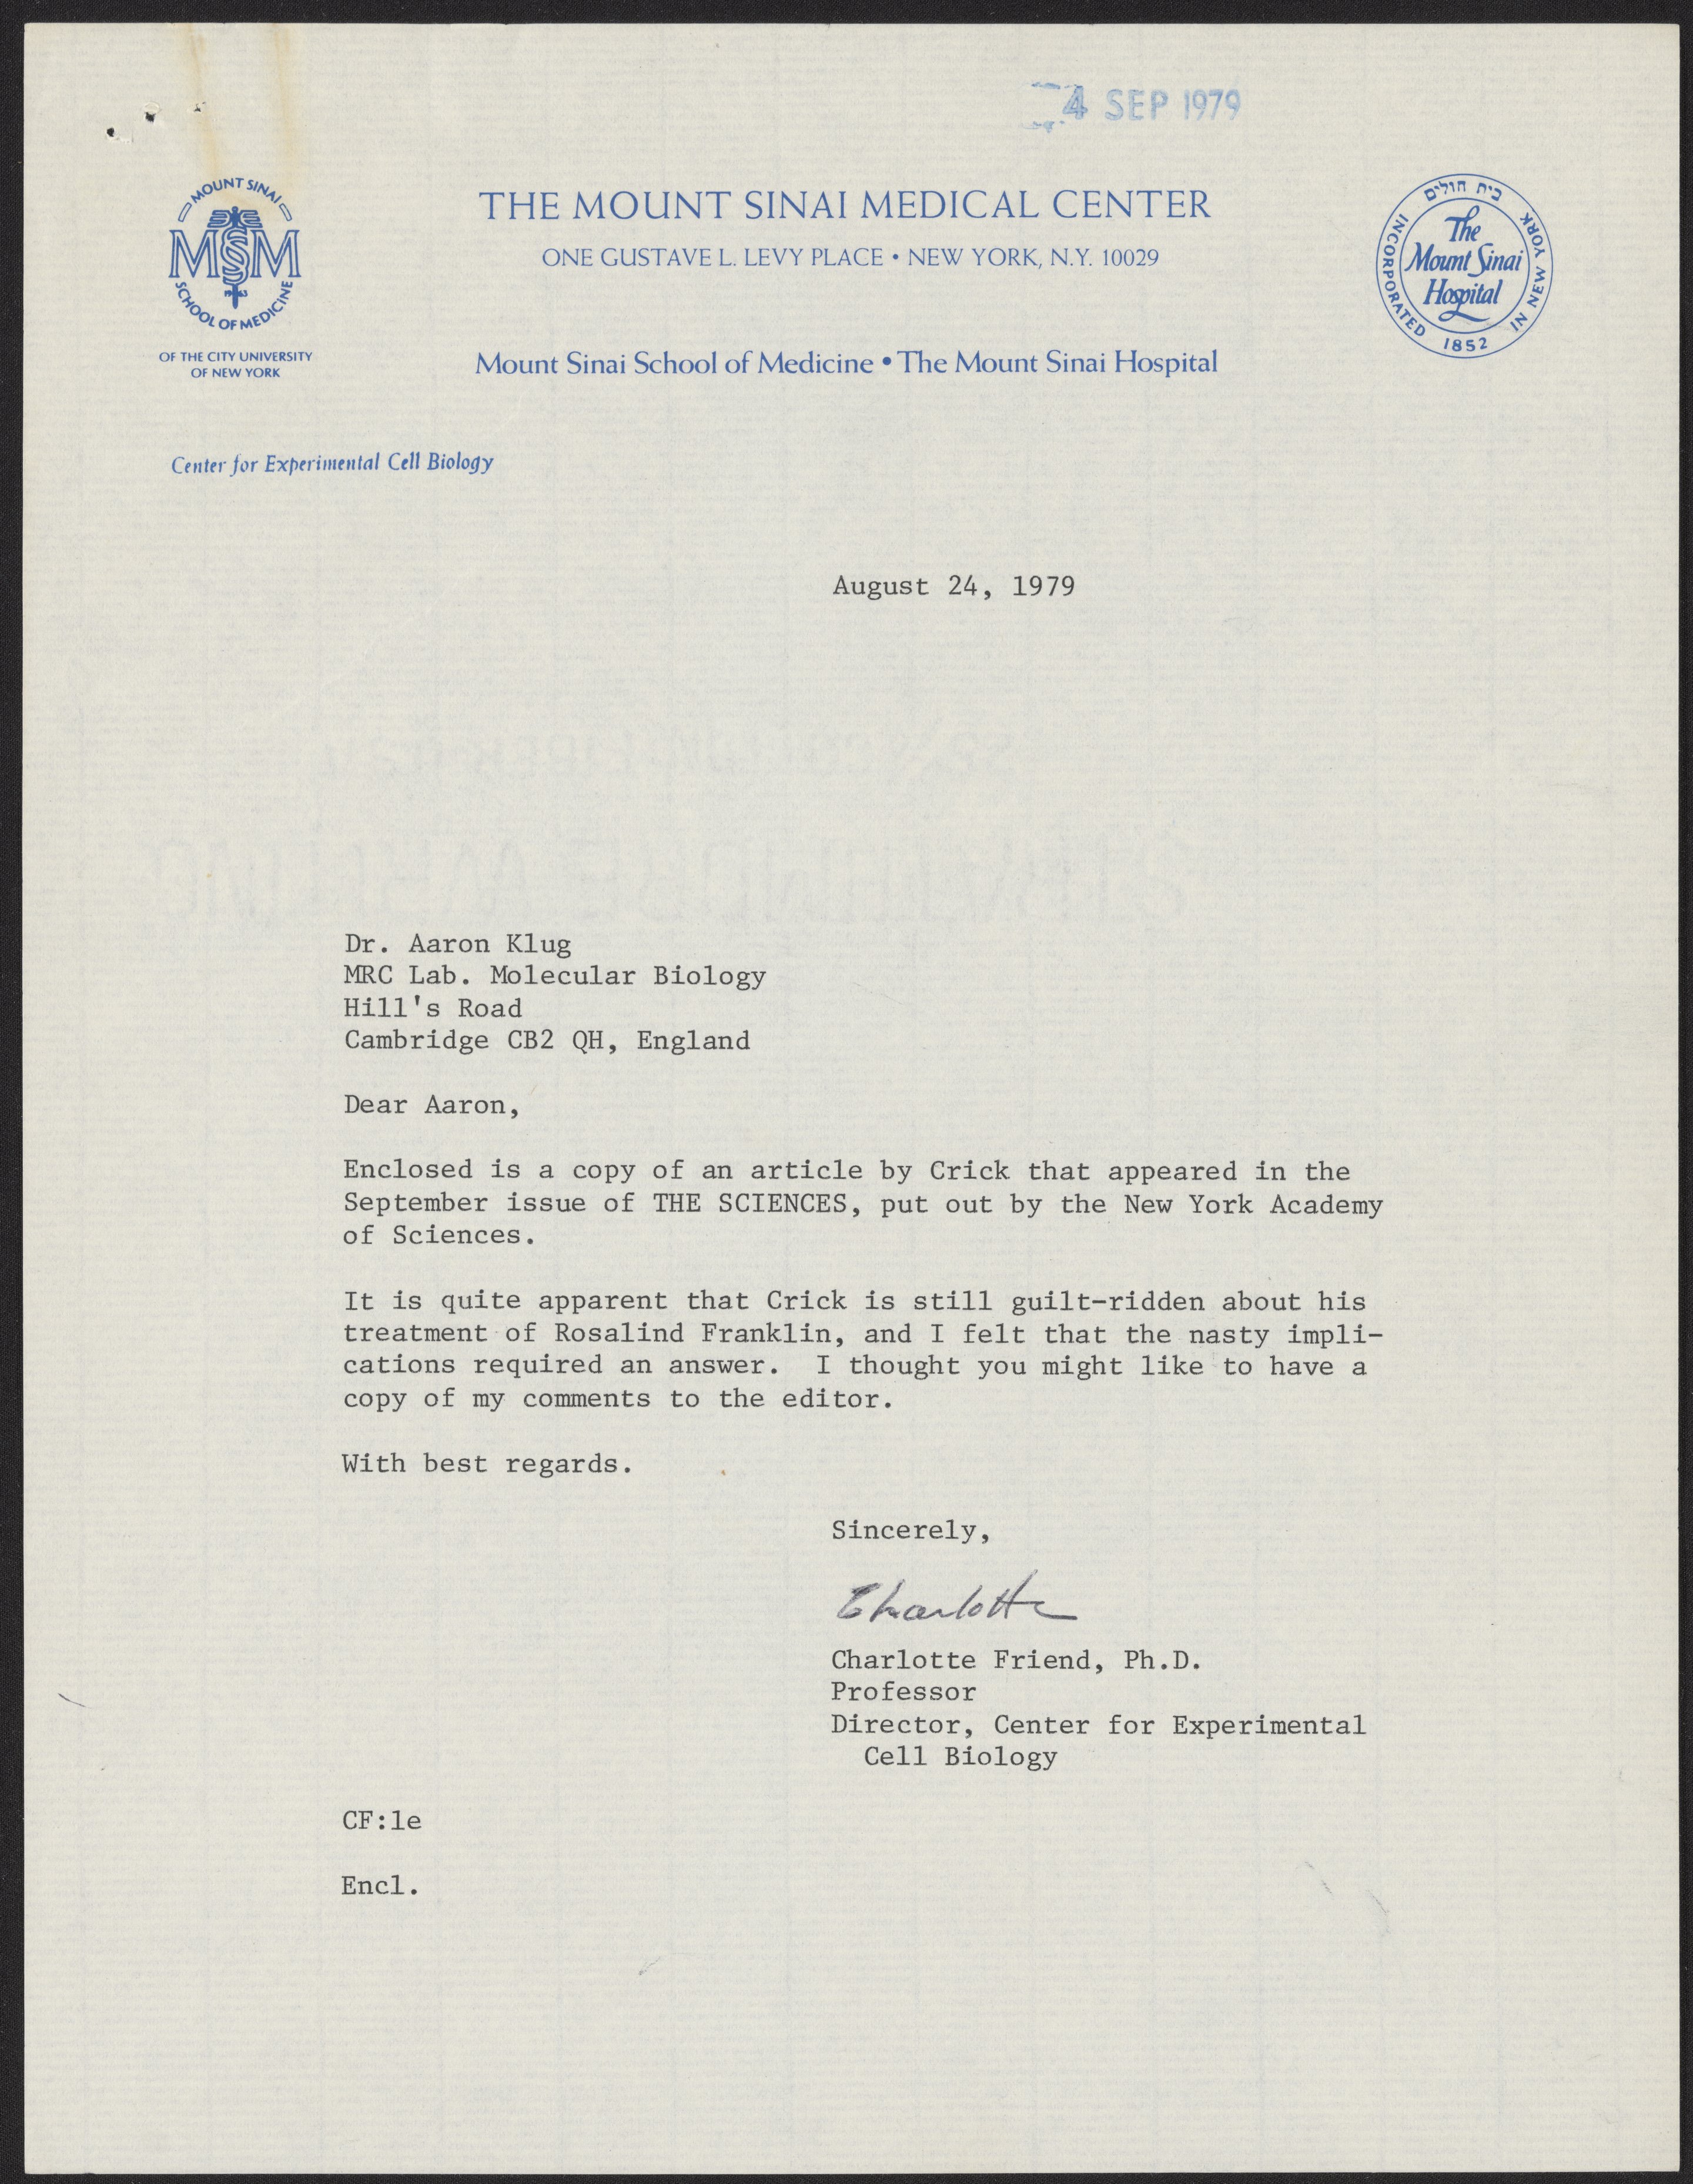 4 SEP 1979
MOUNT SINAI
MSSM
1963
SCHOOL OF MEDICINE
OF THE CITY UNIVERSITY
OF NEW YORK
THE MOUNT SINAI MEDICAL CENTER
ONE GUSTAVE L. LEVY PLACE • NEW YORK, N.Y. 10029
Mount Sinai School of Medicine • The Mount Sinai Hospital
בית חולים
INCORPORATED IN NEW YORK
The
Mount Sinai
Hospital
1852
Center for Experimental Cell Biology
August 24, 1979
Dr. Aaron Klug
MRC Lab. Molecular Biology
Hill's Road
Cambridge CB2 QH, England
Dear Aaron,
Enclosed is a copy of an article by Crick that appeared in the
September issue of THE SCIENCES, put out by the New York Academy
of Sciences.
It is quite apparent that Crick is still guilt-ridden about his
treatment of Rosalind Franklin, and I felt that the nasty impli-
cations required an answer.  I thought you might like to have a
copy of my comments to the editor.
With best regards.
Sincerely,
Charlotte
Charlotte Friend, Ph.D.
Professor
Director, Center for Experimental
Cell Biology
CF:le
Encl.